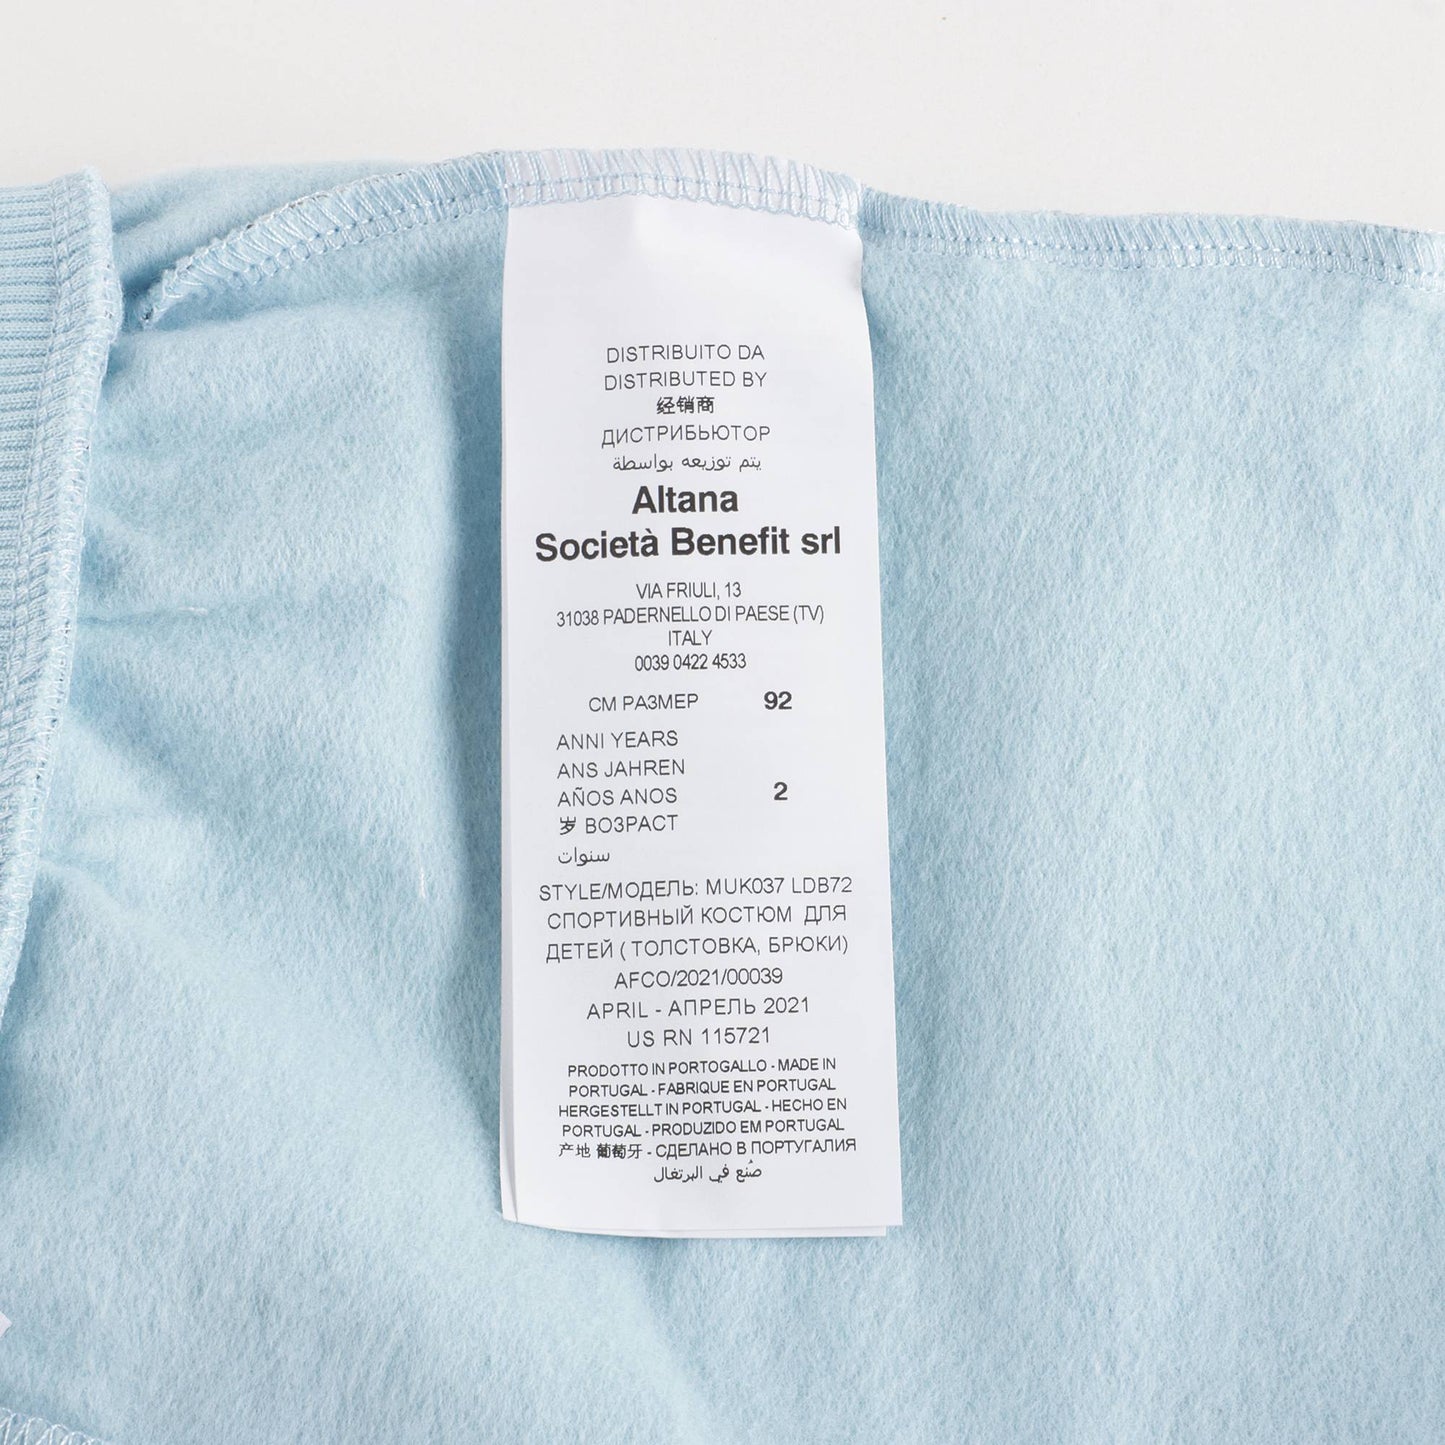 DISTRIBUITO DA
DISTRIBUTED BY
经销商
ДИСТРИБЬЮТОР
يتم توزيعه بواسطة
Altana
Società Benefit srl
VIA FRIULI, 13
31038 PADERNELLO DI PAESE (TV)
ITALY
0039 0422 4533
СМ РАЗМЕР 92
ANNI YEARS
ANS JAHREN
AÑOS ANOS 2
岁 ВОЗРАСТ
سنوات
STYLE/МОДЕЛЬ: MUK037 LDB72
СПОРТИВНЫЙ КОСТЮМ ДЛЯ
ДЕТЕЙ ( ТОЛСТОВКА, БРЮКИ)
AFCO/2021/00039
APRIL - АПРЕЛЬ 2021
US RN 115721
PRODOTTO IN PORTOGALLO - MADE IN
PORTUGAL - FABRIQUE EN PORTUGAL
HERGESTELLT IN PORTUGAL - HECHO EN
PORTUGAL - PRODUZIDO EM PORTUGAL
产地 葡萄牙 - СДЕЛАНО В ПОРТУГАЛИЯ
صُنع في البرتغال